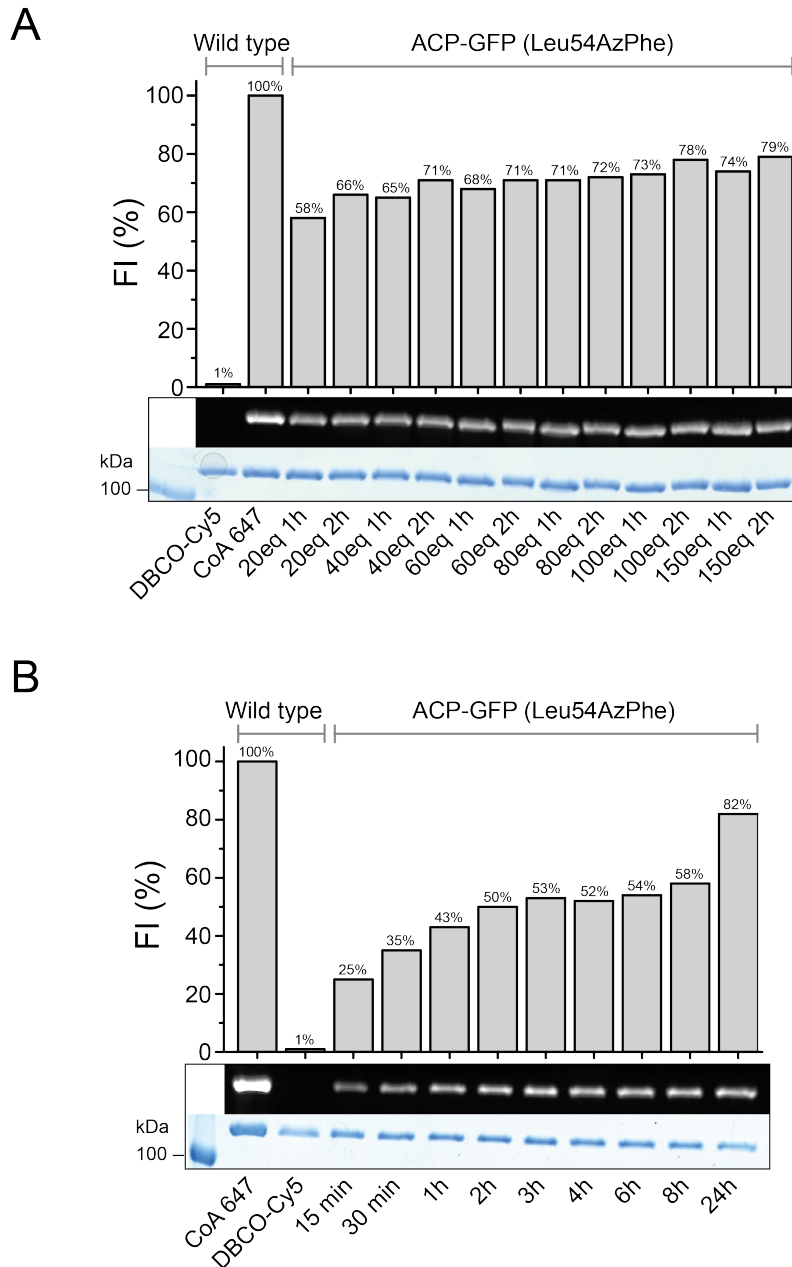 A
Wild type ACP-GFP (Leu54AzPhe)
FI (%)
100
80
60
40
20
0
1%
100%
58%
66%
65%
71%
68%
71%
71%
72%
73%
78%
74%
79%
kDa
100
DBCO-Cy5
CoA 647
20eq 1h
20eq 2h
40eq 1h
40eq 2h
60eq 1h
60eq 2h
80eq 1h
80eq 2h
100eq 1h
100eq 2h
150eq 1h
150eq 2h
B
Wild type ACP-GFP (Leu54AzPhe)
FI (%)
100
80
60
40
20
0
100%
1%
25%
35%
43%
50%
53%
52%
54%
58%
82%
kDa
100
CoA 647
DBCO-Cy5
15 min
30 min
1h
2h
3h
4h
6h
8h
24h